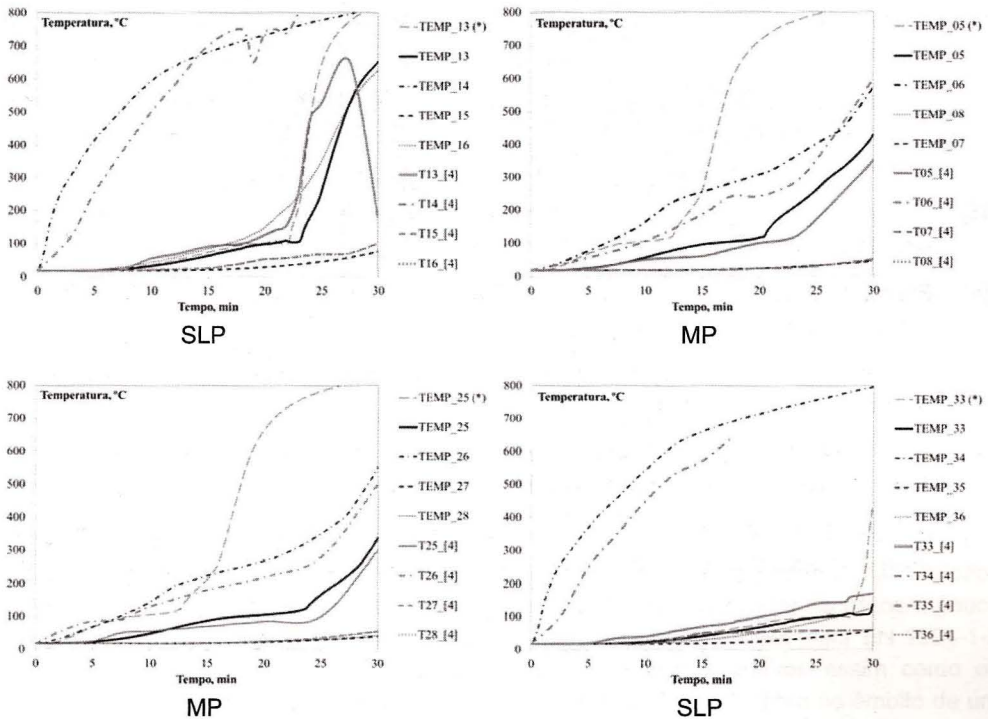 Temperatura, °C
800
700
600
500
400
300
200
100
0
0 5 10 15 20 25 30
Tempo, min
TEMP_13 (*)
TEMP_13
TEMP_14
TEMP_15
TEMP_16
T13_[4]
T14_[4]
T15_[4]
T16_[4]
SLP
Temperatura, °C
800
700
600
500
400
300
200
100
0
0 5 10 15 20 25 30
Tempo, min
TEMP_05 (*)
TEMP_05
TEMP_06
TEMP_08
TEMP_07
T05_[4]
T06_[4]
T07_[4]
T08_[4]
MP
Temperatura, °C
800
700
600
500
400
300
200
100
0
0 5 10 15 20 25 30
Tempo, min
TEMP_25 (*)
TEMP_25
TEMP_26
TEMP_27
TEMP_28
T25_[4]
T26_[4]
T27_[4]
T28_[4]
MP
Temperatura, °C
800
700
600
500
400
300
200
100
0
0 5 10 15 20 25 30
Tempo, min
TEMP_33 (*)
TEMP_33
TEMP_34
TEMP_35
TEMP_36
T33_[4]
T34_[4]
T35_[4]
T36_[4]
SLP